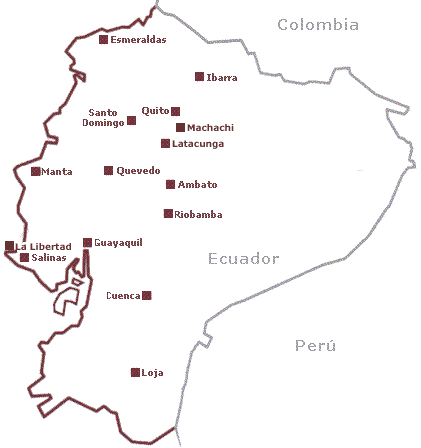 Colombia
Esmeraldas
Ibarra
Santo
Domingo
Quito
Machachi
Latacunga
Manta
Quevedo
Ambato
Riobamba
La Libertad
Guayaquil
Salinas
Ecuador
Cuenca
Perú
Loja